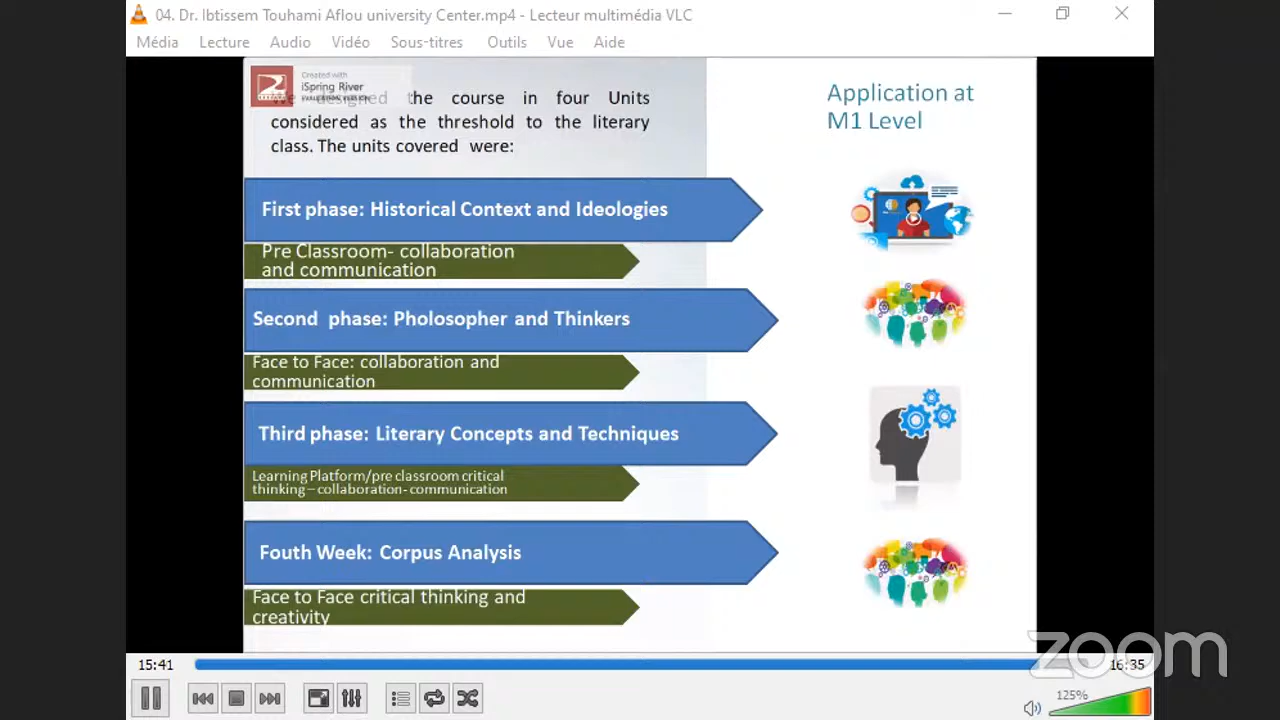 04. Dr. Ibtissem Touhami Aflou university Center.mp4 - Lecteur multimédia VLC
Média Lecture Audio Vidéo Sous-titres Outils Vue Aide
Created with
iSpring River
EVALUATION VERSION
We designed the course in four Units
considered as the threshold to the literary
class. The units covered were:
Application at
M1 Level
First phase: Historical Context and Ideologies
Pre Classroom- collaboration
and communication
Second phase: Pholosopher and Thinkers
Face to Face: collaboration and
communication
Third phase: Literary Concepts and Techniques
Learning Platform/pre classroom critical
thinking – collaboration- communication
Fouth Week: Corpus Analysis
Face to Face critical thinking and
creativity
zoom
15:41
16:35
125%